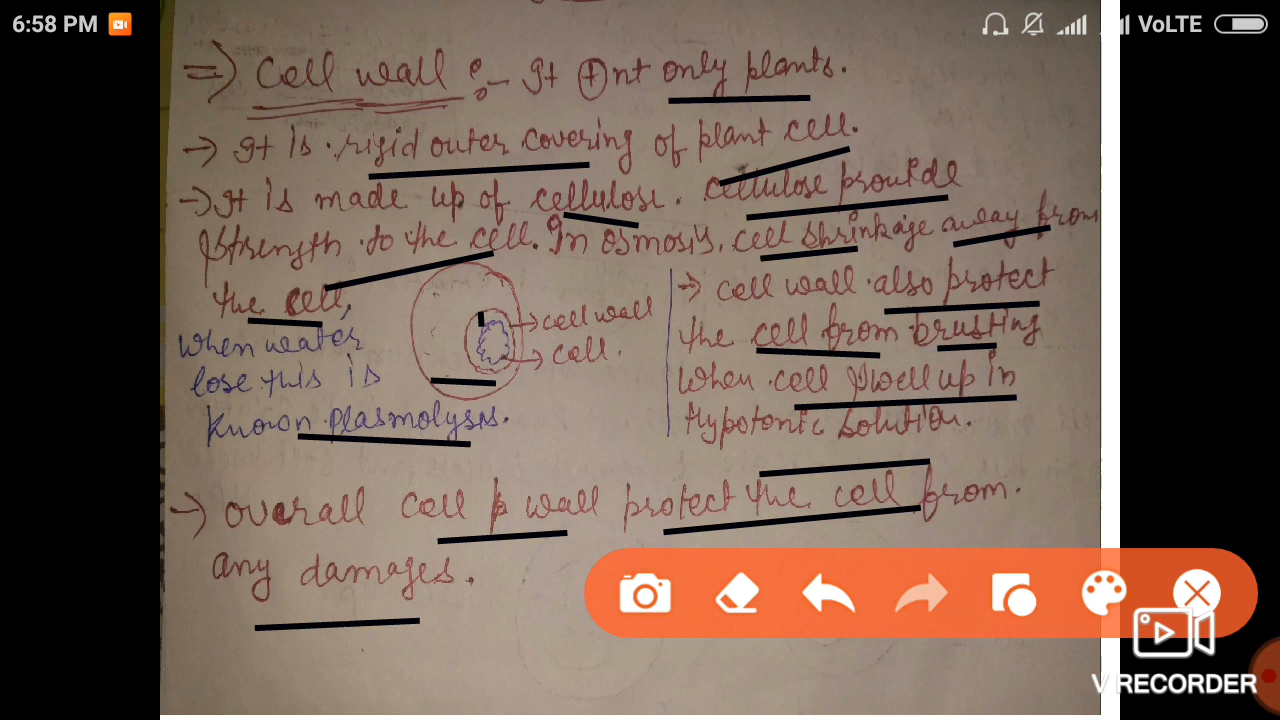 6:58 PM
VoLTE
=> Cell wall :- It ⊕nt only plants.
→ It is rigid outer covering of plant cell.
→ It is made up of cellulose. cellulose provide
strength to the cell. In osmosis, cell shrinkage away from
the cell.
when water
lose this is
Known plasmolysis.
→ cell wall
→ cell.
→ cell wall also protect
the cell from brusting
when cell swell up in
Hypotonic solution.
→ overall cell wall protect the cell from
any damages.
V RECORDER